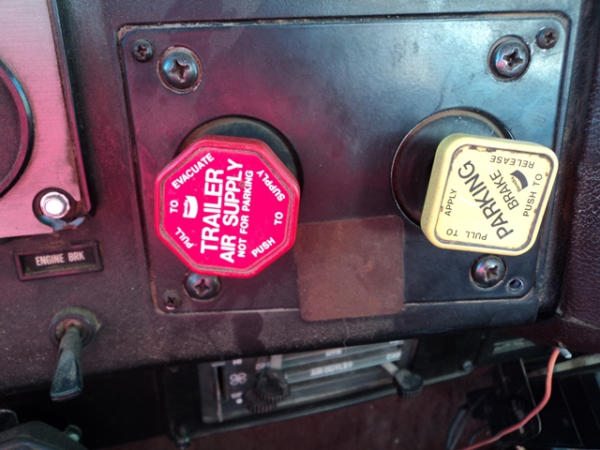 PULL TO EVACUATE
TRAILER
AIR SUPPLY
NOT FOR PARKING
PUSH TO SUPPLY
PULL TO APPLY
PARKING
BRAKE
PUSH TO RELEASE
ENGINE BRK